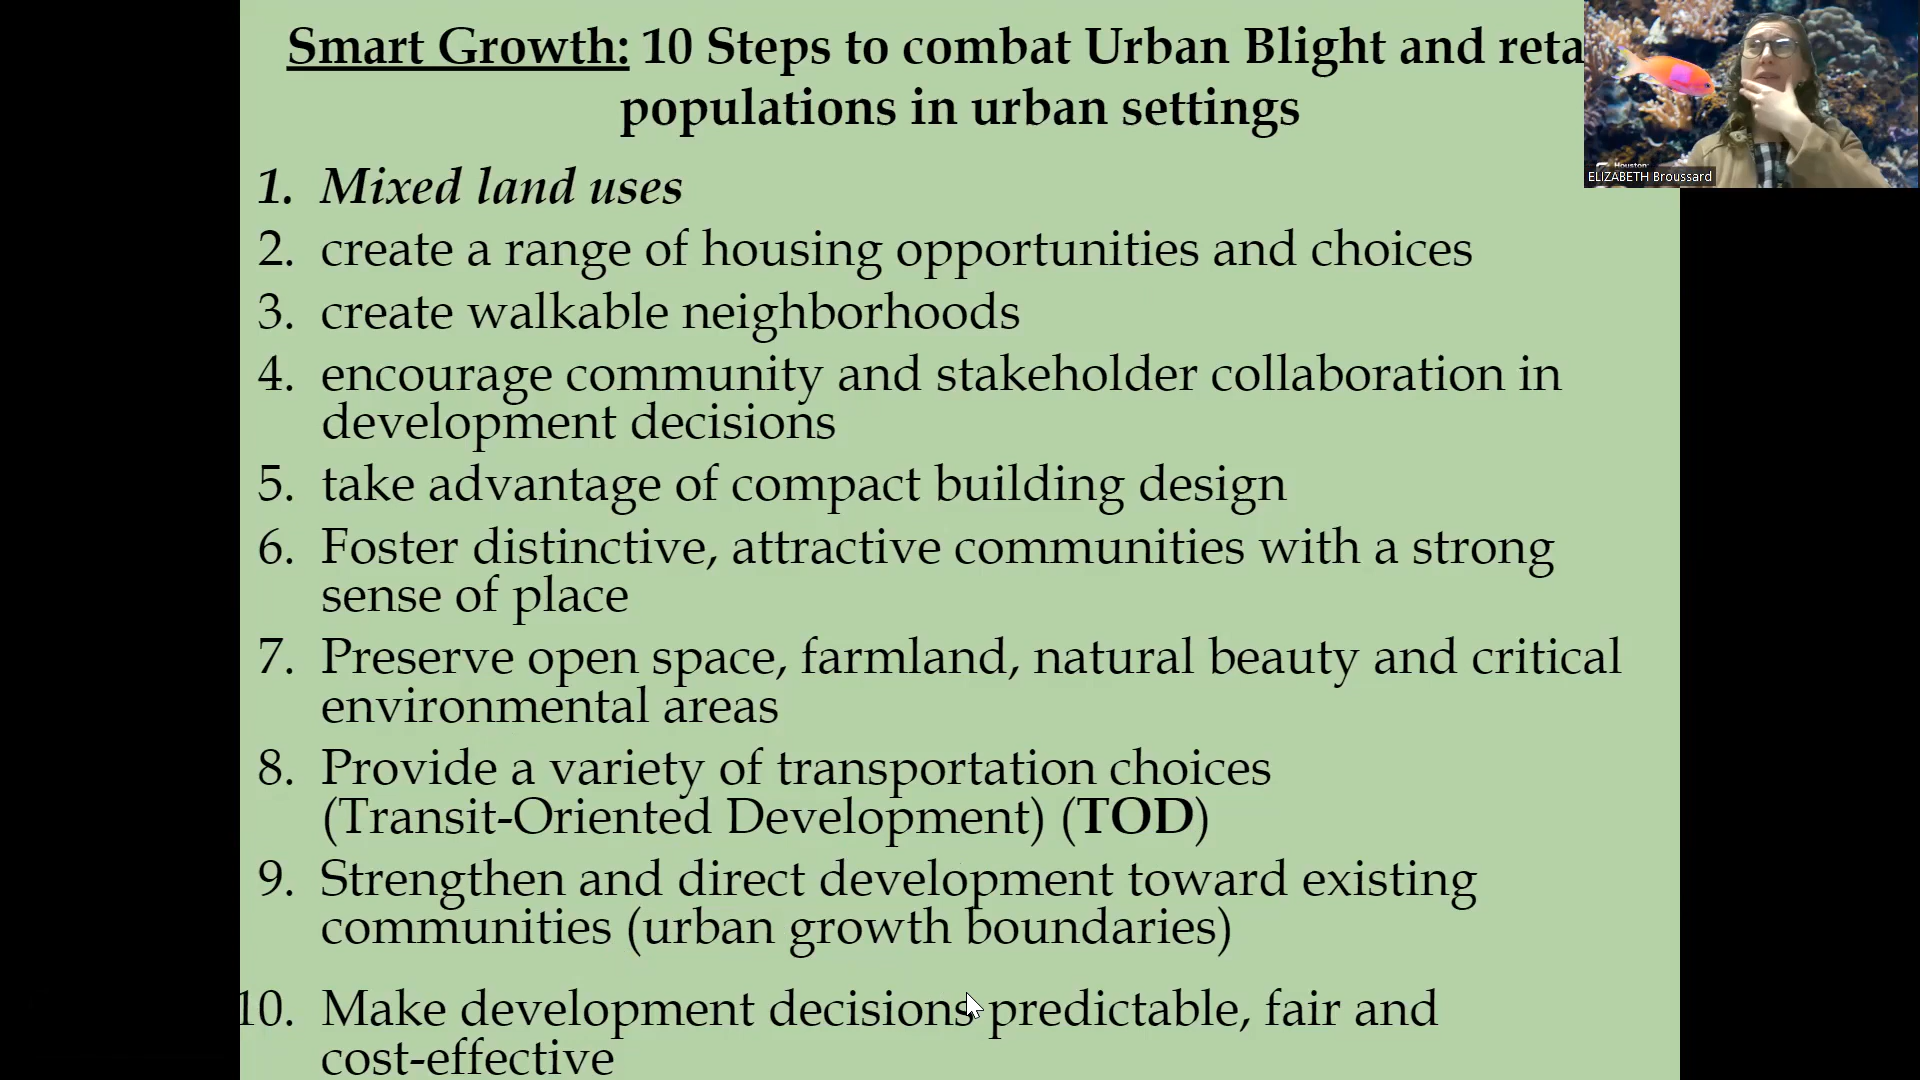 Smart Growth: 10 Steps to combat Urban Blight and reta
populations in urban settings
1. Mixed land uses
2. create a range of housing opportunities and choices
3. create walkable neighborhoods
4. encourage community and stakeholder collaboration in
development decisions
5. take advantage of compact building design
6. Foster distinctive, attractive communities with a strong
sense of place
7. Preserve open space, farmland, natural beauty and critical
environmental areas
8. Provide a variety of transportation choices
(Transit-Oriented Development) (TOD)
9. Strengthen and direct development toward existing
communities (urban growth boundaries)
10. Make development decisions predictable, fair and
cost-effective
Houston
ELIZABETH Broussard